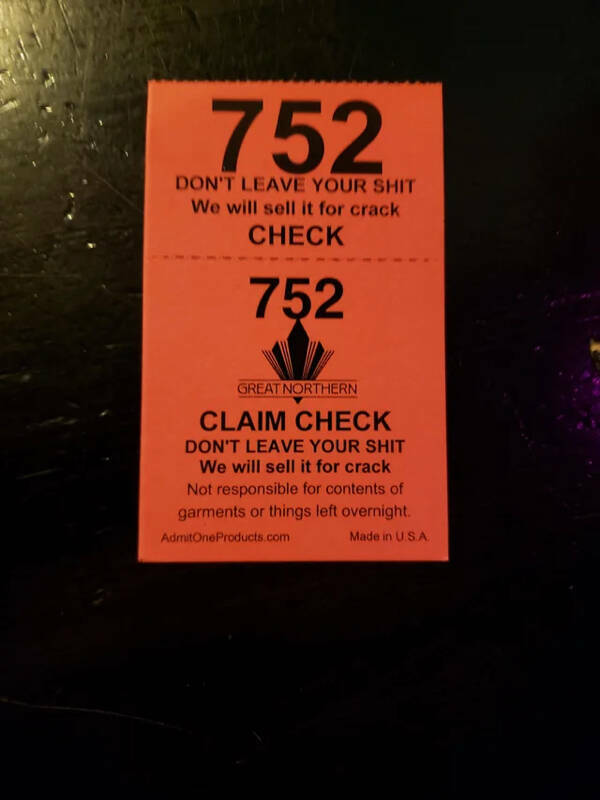 752
DON'T LEAVE YOUR SHIT
We will sell it for crack
CHECK
752
GREAT NORTHERN
CLAIM CHECK
DON'T LEAVE YOUR SHIT
We will sell it for crack
Not responsible for contents of
garments or things left overnight.
AdmitOneProducts.com Made in U.S.A.